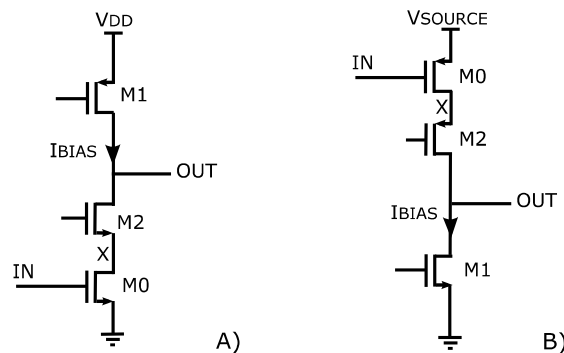 VDD
M1
IBIAS
OUT
M2
X
IN
M0
A)
VSOURCE
IN
M0
X
M2
OUT
IBIAS
M1
B)